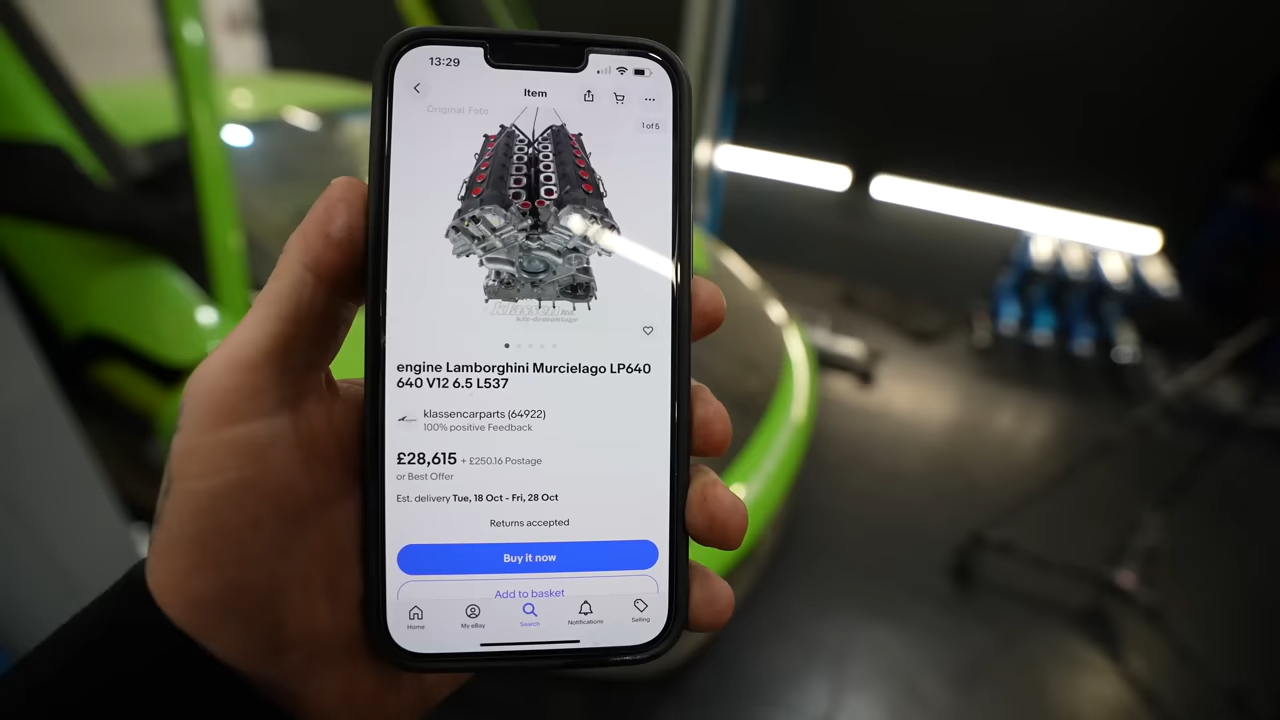 13:29
Item
Original Foto
1 of 5
klassen
engine Lamborghini Murcielago LP640
640 V12 6.5 L537
klassencarparts (64922)
100% positive Feedback
£28,615 + £250.16 Postage
or Best Offer
Est. delivery Tue, 18 Oct - Fri, 28 Oct
Returns accepted
Buy it now
Add to basket
Home
My eBay
Search
Notifications
Selling